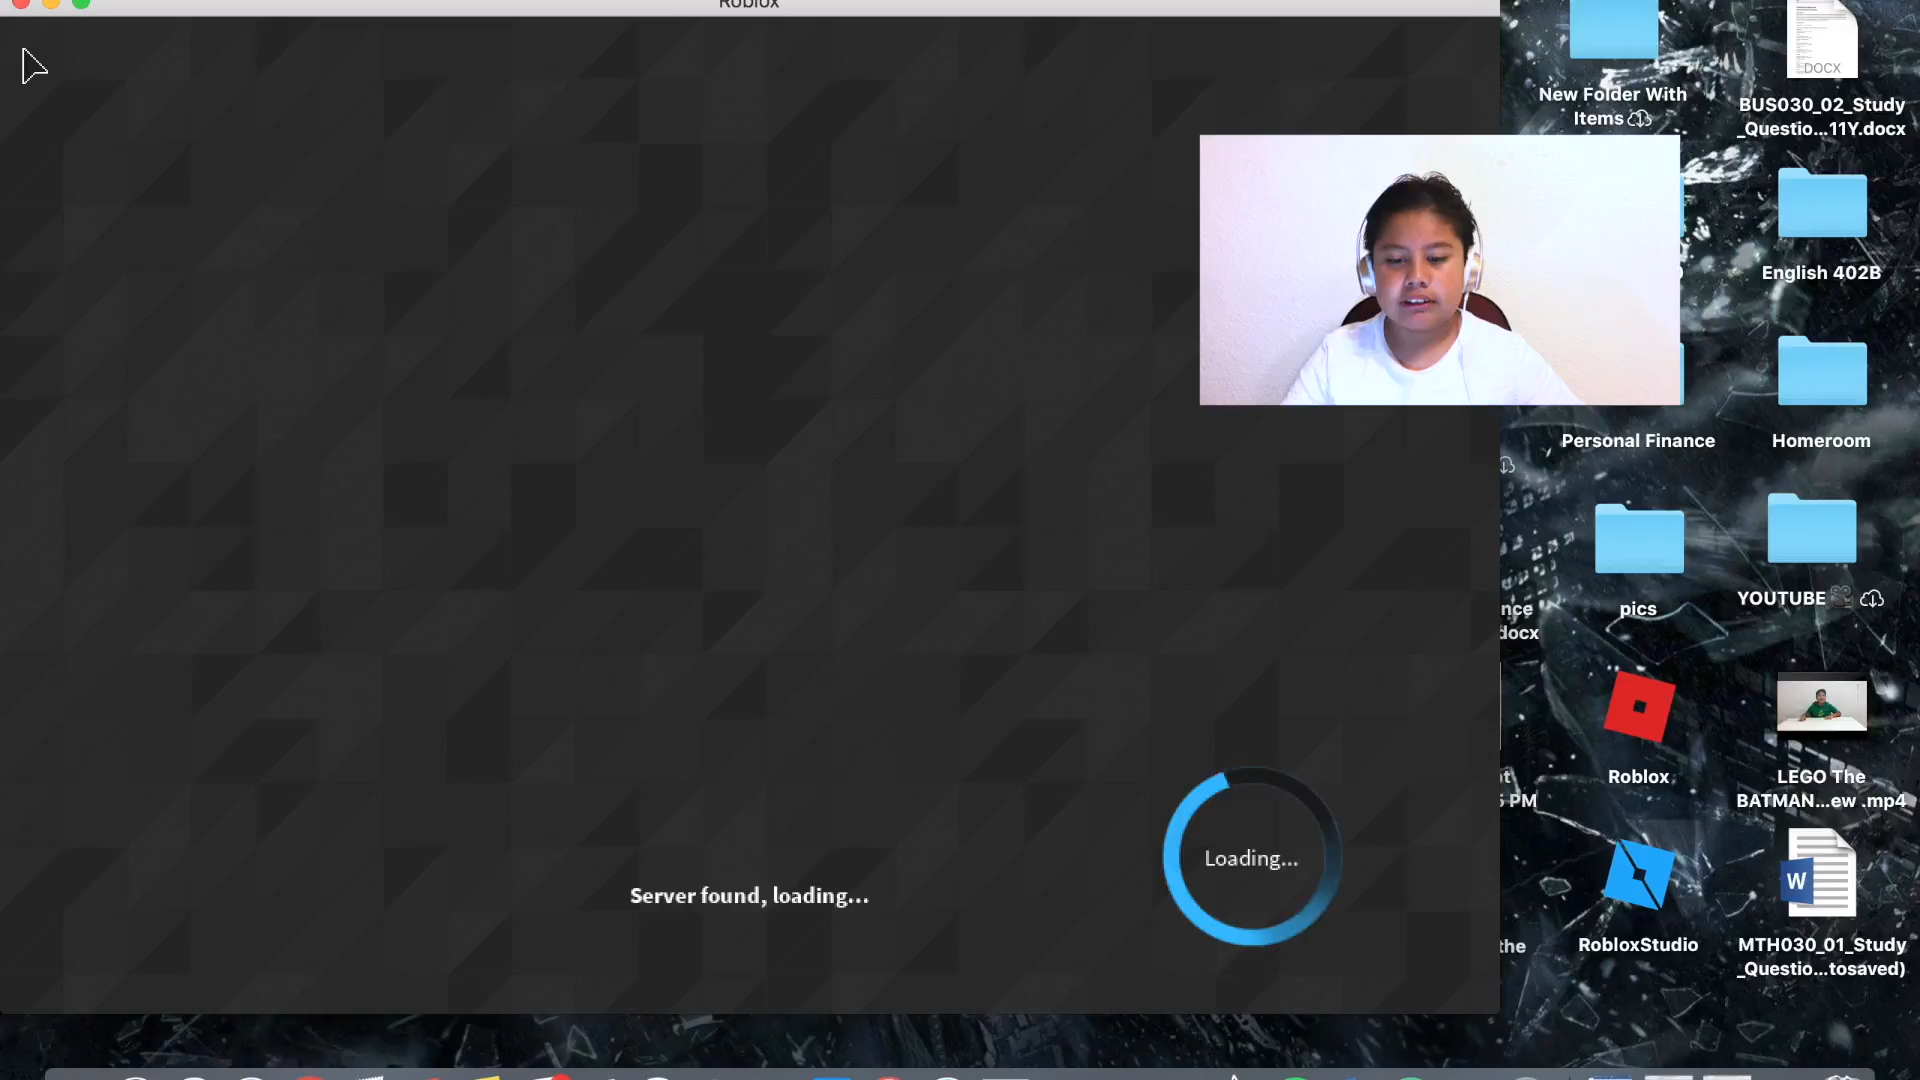 Roblox
New Folder With
Items
DOCX
BUS030_02_Study
_Questio...11Y.docx
English 402B
Personal Finance
Homeroom
pics
YOUTUBE
nce
docx
Roblox
LEGO The
BATMAN...ew .mp4
5 PM
Loading...
Server found, loading...
W
the
RobloxStudio
MTH030_01_Study
_Questio...tosaved)